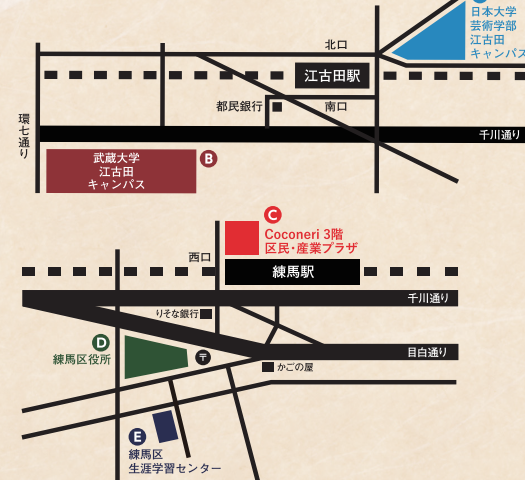 日本大学
芸術学部
江古田
キャンパス
北口
江古田駅
都民銀行
南口
環七通り
千川通り
武蔵大学
江古田
キャンパス
B
C
Coconeri 3階
区民・産業プラザ
西口
練馬駅
千川通り
りそな銀行
D
練馬区役所
〒
目白通り
かごの屋
E
練馬区
生涯学習センター